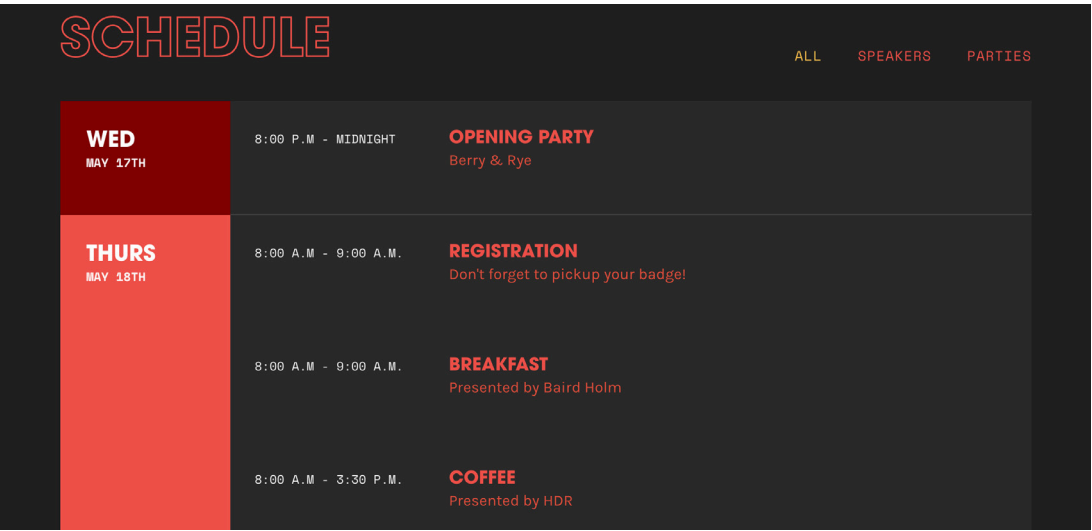 SCHEDULE
ALL SPEAKERS PARTIES
WED
MAY 17TH
8:00 P.M - MIDNIGHT
OPENING PARTY
Berry & Rye
THURS
MAY 18TH
8:00 A.M - 9:00 A.M.
REGISTRATION
Don't forget to pickup your badge!
8:00 A.M - 9:00 A.M.
BREAKFAST
Presented by Baird Holm
8:00 A.M - 3:30 P.M.
COFFEE
Presented by HDR